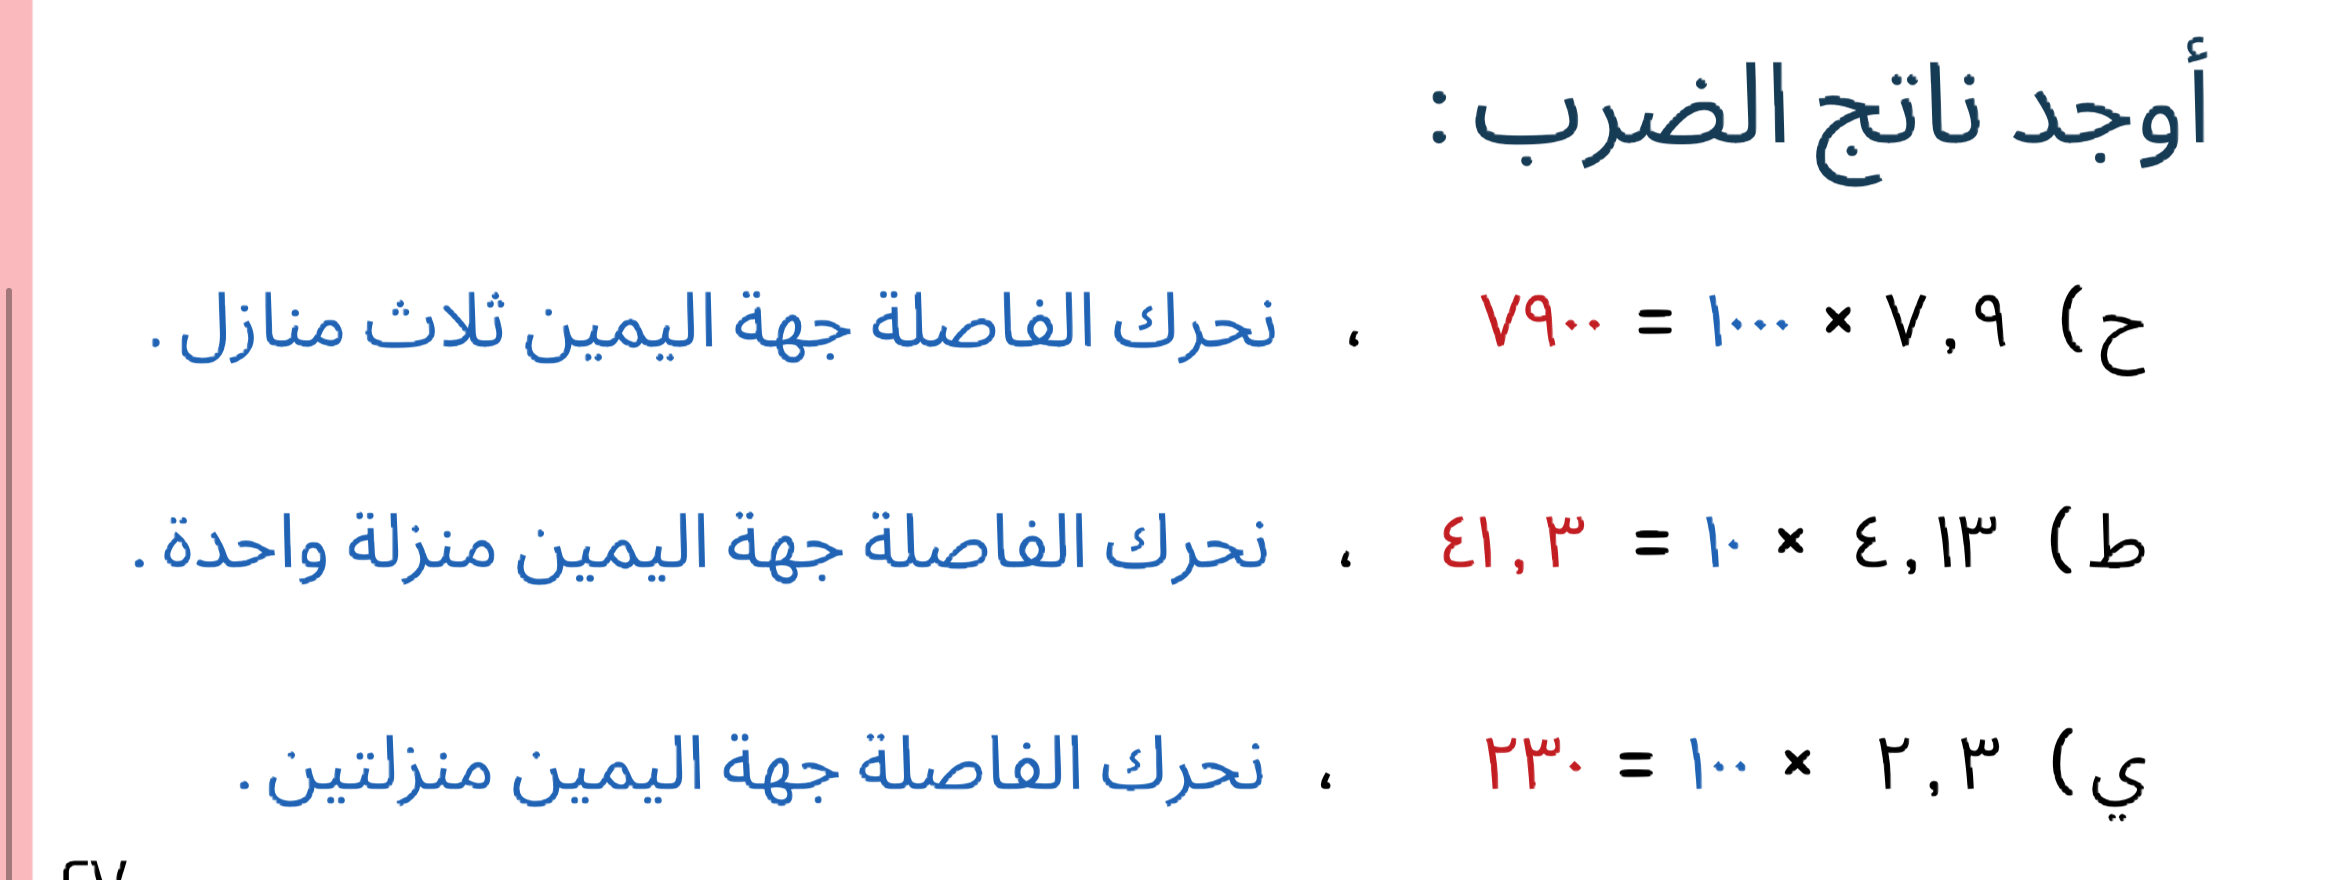 أوجد ناتج الضرب :
ح) ٧,٩ × ١٠٠٠ = ٧٩٠٠ ، نحرك الفاصلة جهة اليمين ثلاث منازل .
ط) ٤,١٣ × ١٠ = ٤١,٣ ، نحرك الفاصلة جهة اليمين منزلة واحدة .
ي) ٢,٣ × ١٠٠ = ٢٣٠ ، نحرك الفاصلة جهة اليمين منزلتين .